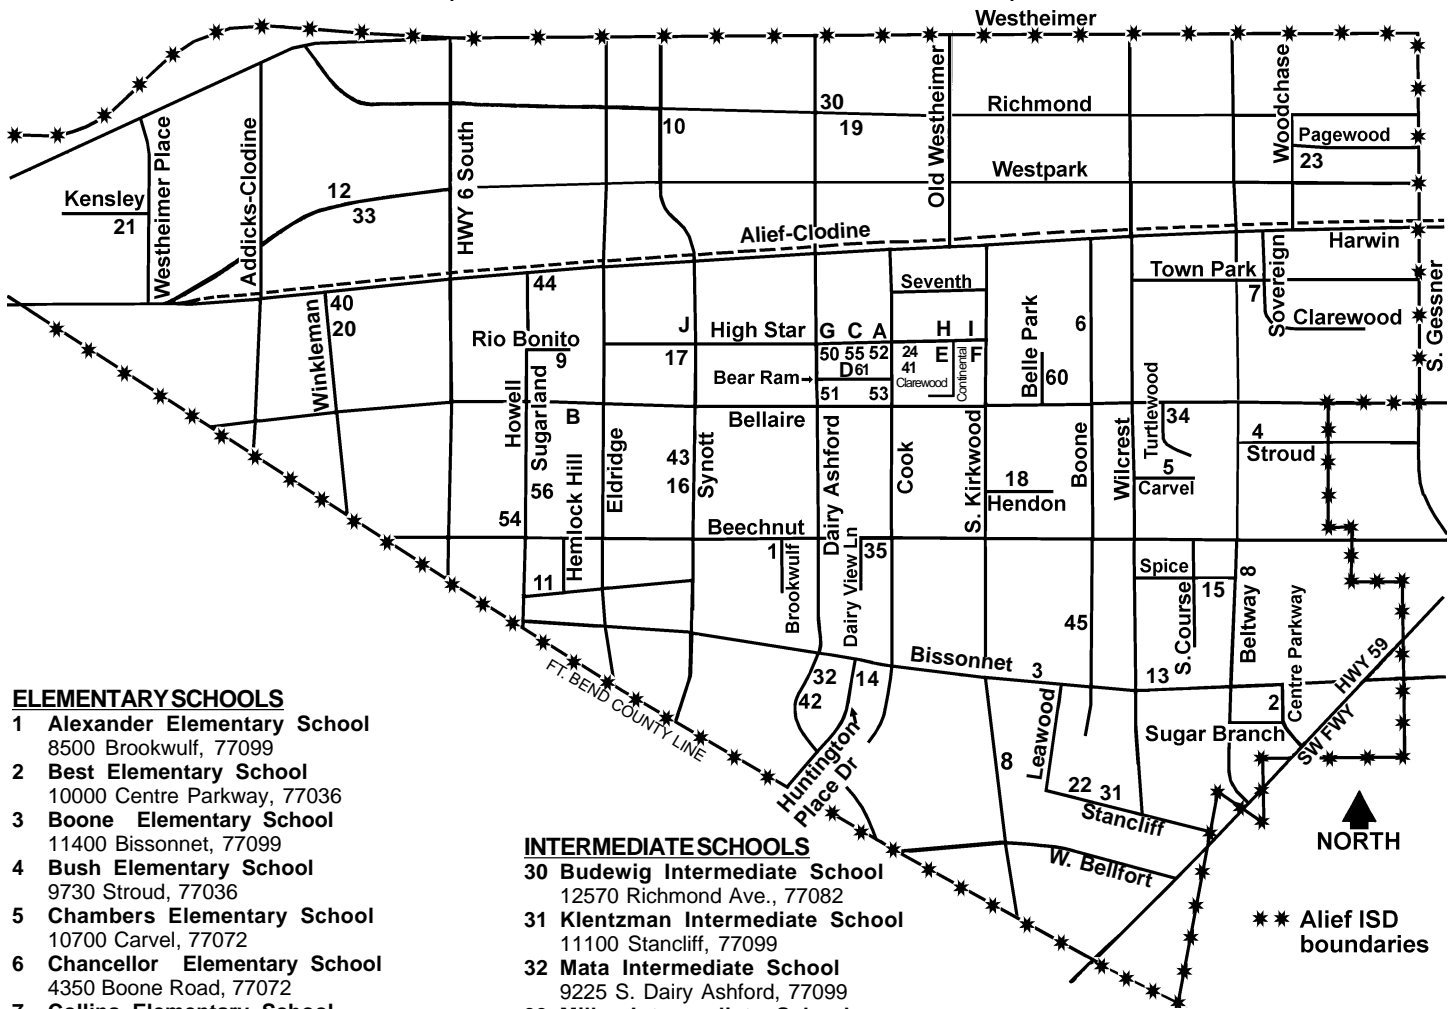 Westheimer
Richmond
30
19
10
Old Westheimer
Woodchase
Pagewood
23
Westpark
Kensley
21
Westheimer Place
Addicks-Clodine
12
33
HWY 6 South
Alief-Clodine
Harwin
S. Gessner
Town Park
7
Sovereign
Clarewood
Seventh
44
40
20
Winkleman
Rio Bonito
9
J
17
High Star
G C A
H I
50 55 52
24
E
F
D 61
41
Clarewood
Continental
Bear Ram
51
53
Belle Park
60
6
Howell
Sugarland
B
Bellaire
Turtlewood
34
4
Stroud
5
Carvel
Hemlock Hill
Eldridge
43
16
Synott
Dairy Ashford
Cook
S. Kirkwood
18
Hendon
Boone
Wilcrest
56
54
Beechnut
11
1
Brookwulf
Dairy View Ln
35
Spice
15
S.Course
Beltway 8
Centre Parkway
45
Bissonnet
3
13
HWY 59
SW FWY
2
Sugar Branch
32
42
14
Huntington
Place Dr
8
Leawood
22 31
Stancliff
W. Bellfort
FT. BEND COUNTY LINE
NORTH
Alief ISD
boundaries
ELEMENTARY SCHOOLS
1 Alexander Elementary School
8500 Brookwulf, 77099
2 Best Elementary School
10000 Centre Parkway, 77036
3 Boone Elementary School
11400 Bissonnet, 77099
4 Bush Elementary School
9730 Stroud, 77036
5 Chambers Elementary School
10700 Carvel, 77072
6 Chancellor Elementary School
4350 Boone Road, 77072
7 Collins Elementary School
INTERMEDIATE SCHOOLS
30 Budewig Intermediate School
12570 Richmond Ave., 77082
31 Klentzman Intermediate School
11100 Stancliff, 77099
32 Mata Intermediate School
9225 S. Dairy Ashford, 77099